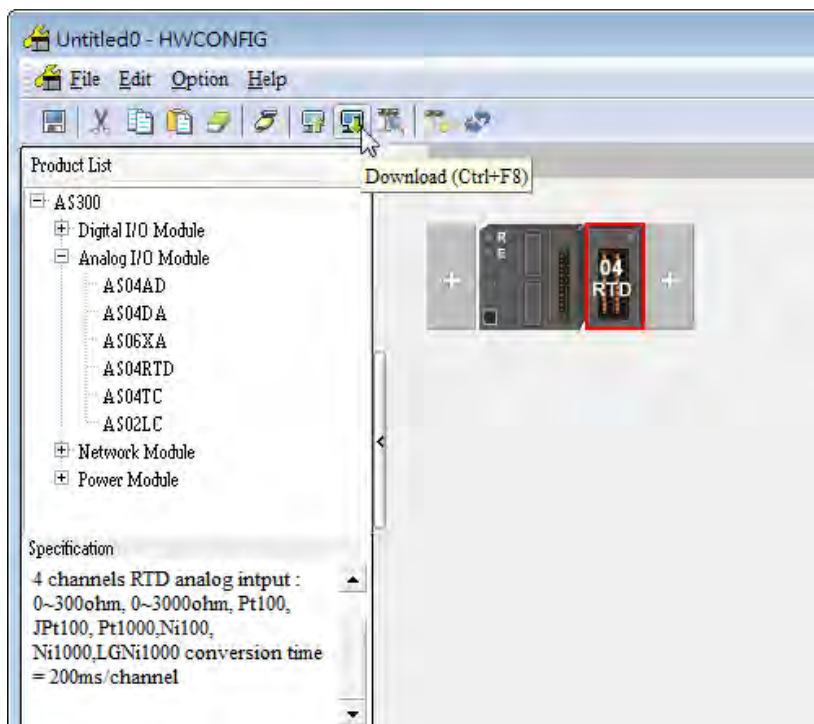 Untitled0 - HWCONFIG
File Edit Option Help
Product List
Download (Ctrl+F8)
AS300
Digital I/O Module
Analog I/O Module
AS04AD
AS04DA
AS06XA
AS04RTD
AS04TC
AS02LC
Network Module
Power Module
R
E
04
RTD
Specification
4 channels RTD analog intput :
0~300ohm, 0~3000ohm, Pt100,
JPt100, Pt1000,Ni100,
Ni1000,LGNi1000 conversion time
= 200ms/channel